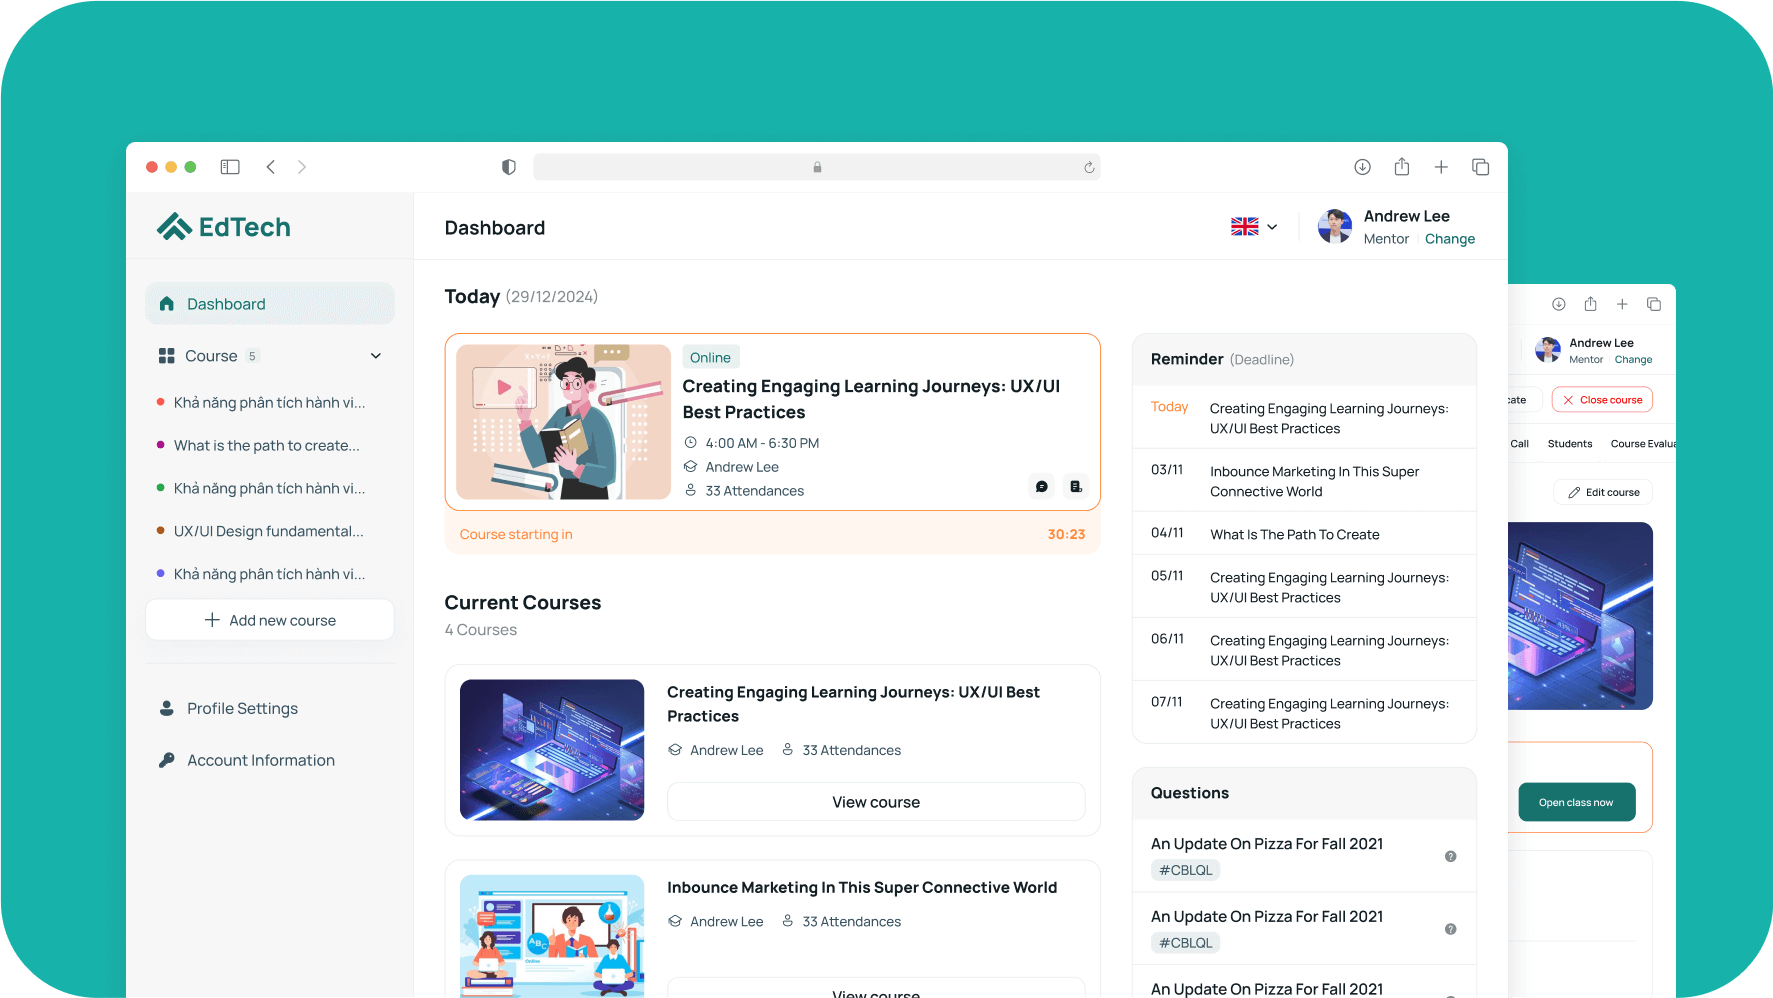 EdTech
Dashboard
Course 5
Khả năng phân tích hành vi...
What is the path to create...
Khả năng phân tích hành vi...
UX/UI Design fundamental...
Khả năng phân tích hành vi...
Add new course
Profile Settings
Account Information
Dashboard
Andrew Lee
Mentor Change
Today (29/12/2024)
Online
Creating Engaging Learning Journeys: UX/UI
Best Practices
4:00 AM - 6:30 PM
Andrew Lee
33 Attendances
Course starting in 30:23
Current Courses
4 Courses
Creating Engaging Learning Journeys: UX/UI Best
Practices
Andrew Lee 33 Attendances
View course
Inbounce Marketing In This Super Connective World
Andrew Lee 33 Attendances
View course
Reminder (Deadline)
Today Creating Engaging Learning Journeys:
UX/UI Best Practices
03/11 Inbounce Marketing In This Super
Connective World
04/11 What Is The Path To Create
05/11 Creating Engaging Learning Journeys:
UX/UI Best Practices
06/11 Creating Engaging Learning Journeys:
UX/UI Best Practices
07/11 Creating Engaging Learning Journeys:
UX/UI Best Practices
Questions
An Update On Pizza For Fall 2021
#CBLQL
An Update On Pizza For Fall 2021
#CBLQL
An Update On Pizza For Fall 2021
Andrew Lee
Mentor Change
Close course
Call Students Course
Edit course
Open class now